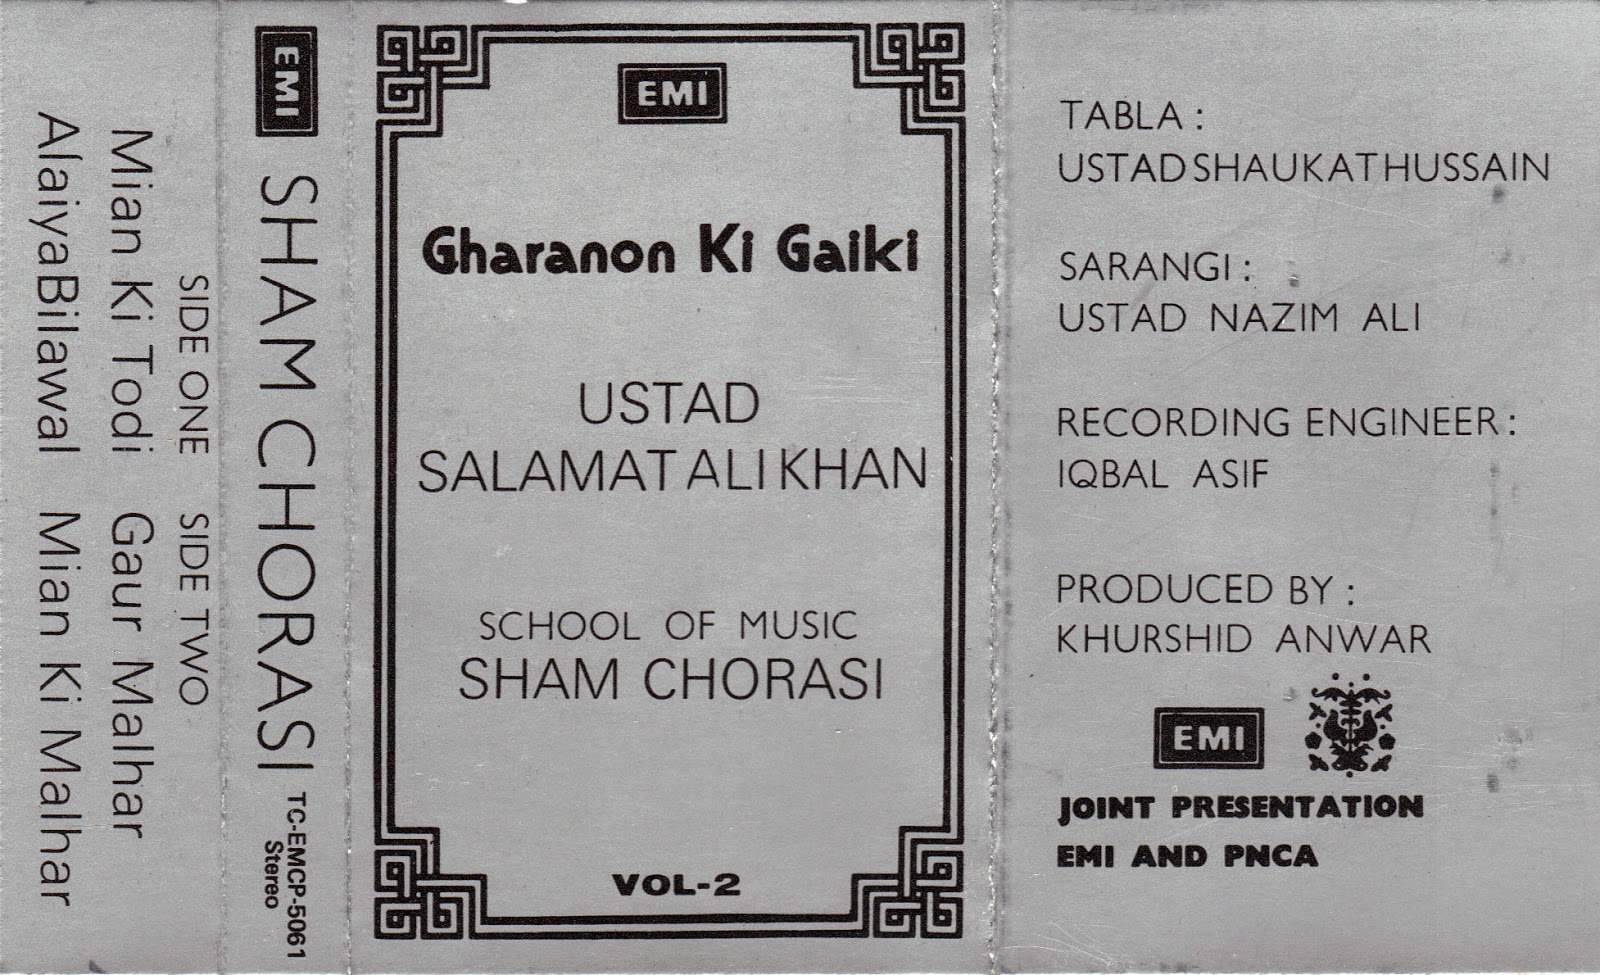 SIDE ONE
Mian Ki Todi
AlaiyaBilawal
SIDE TWO
Gaur Malhar
Mian Ki Malhar
EMI
SHAM CHORASI
TC-EMCP-5061
Stereo
EMI
Gharanon Ki Gaiki
USTAD
SALAMAT ALI KHAN
SCHOOL OF MUSIC
SHAM CHORASI
VOL-2
TABLA :
USTAD SHAUKAT HUSSAIN
SARANGI :
USTAD NAZIM ALI
RECORDING ENGINEER :
IQBAL ASIF
PRODUCED BY :
KHURSHID ANWAR
EMI
JOINT PRESENTATION
EMI AND PNCA